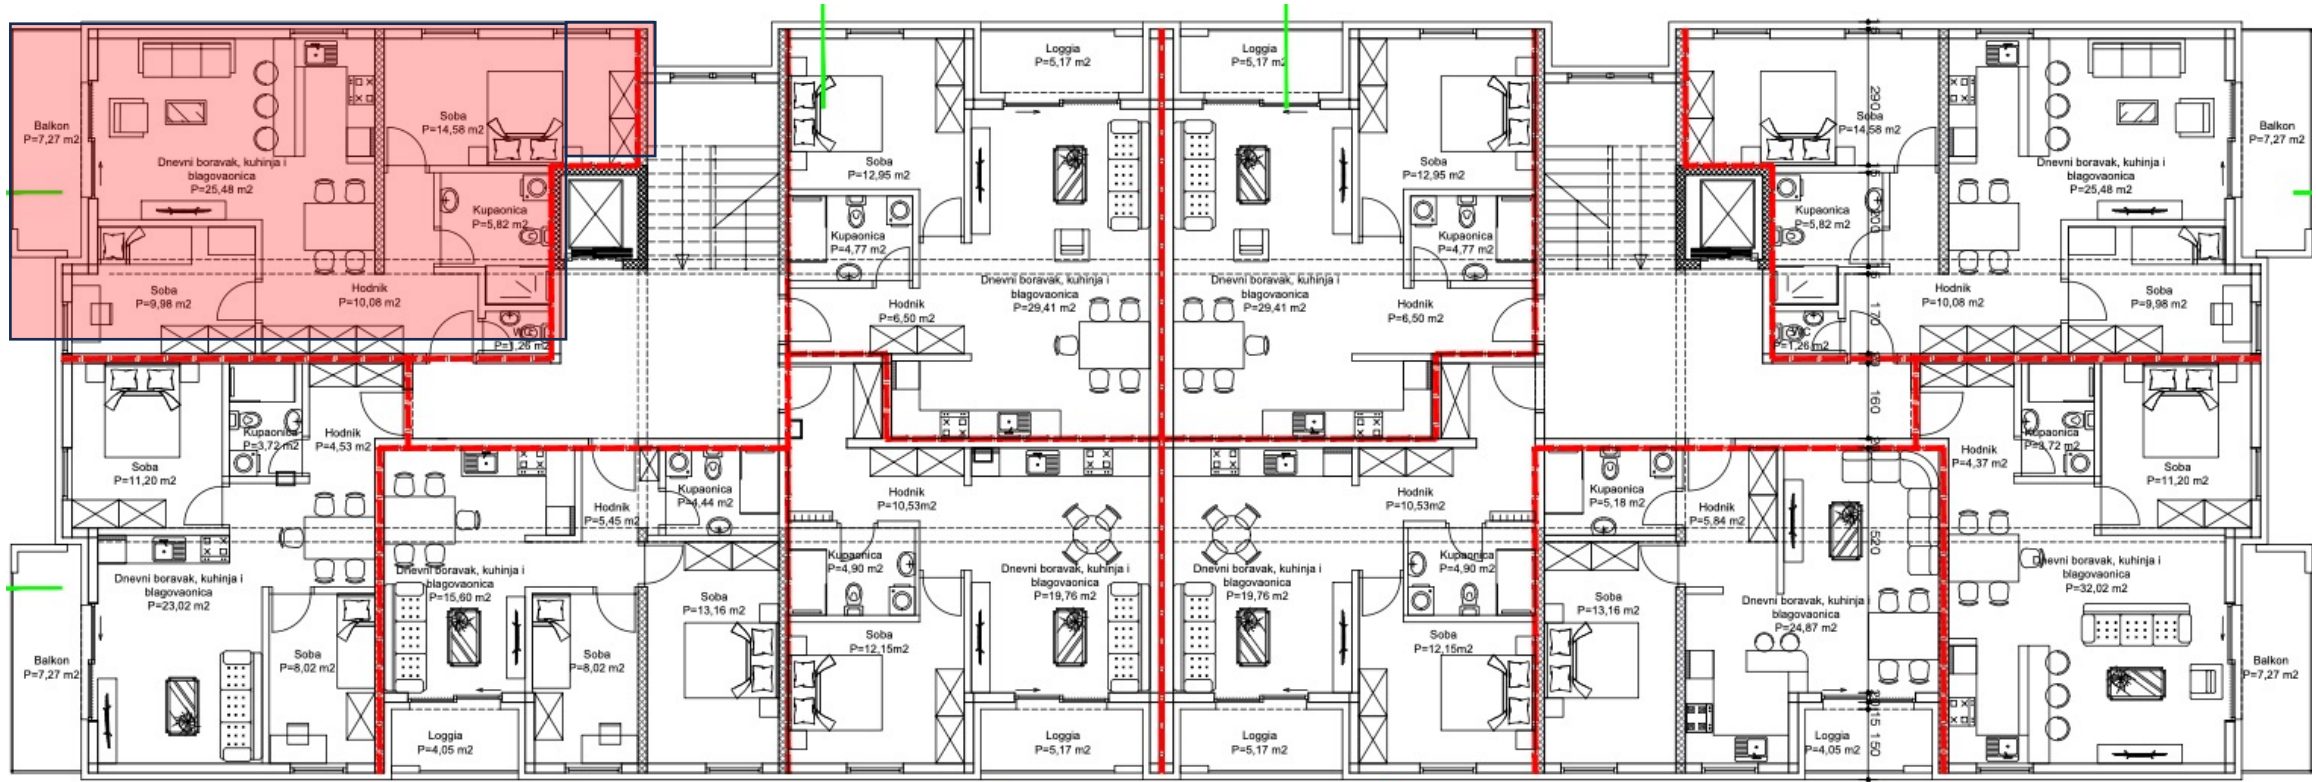 Balkon
P=7,27 m2
Dnevni boravak, kuhinja i
blagovaonica
P=25,48 m2
Soba
P=14,58 m2
Kupaonica
P=5,82 m2
Soba
P=9,98 m2
Hodnik
P=10,08 m2
WC
P=1,26 m2
Loggia
P=5,17 m2
Soba
P=12,95 m2
Kupaonica
P=4,77 m2
Hodnik
P=6,50 m2
Dnevni boravak, kuhinja i
blagovaonica
P=29,41 m2
Loggia
P=5,17 m2
Soba
P=12,95 m2
Kupaonica
P=4,77 m2
Dnevni boravak, kuhinja i
blagovaonica
P=29,41 m2
Hodnik
P=6,50 m2
290
Soba
P=14,58 m2
Kupaonica
P=5,82 m2
Dnevni boravak, kuhinja i
blagovaonica
P=25,48 m2
Balkon
P=7,27 m2
Hodnik
P=10,08 m2
Soba
P=9,98 m2
170
P=1,26 m2
160
Soba
P=11,20 m2
Kupaonica
P=3,72 m2
Hodnik
P=4,53 m2
Dnevni boravak, kuhinja i
blagovaonica
P=23,02 m2
Soba
P=8,02 m2
Balkon
P=7,27 m2
Dnevni boravak, kuhinja i
blagovaonica
P=15,60 m2
Hodnik
P=5,45 m2
Kupaonica
P=4,44 m2
Soba
P=8,02 m2
Soba
P=13,16 m2
Loggia
P=4,05 m2
Hodnik
P=10,53m2
Kupaonica
P=4,90 m2
Dnevni boravak, kuhinja i
blagovaonica
P=19,76 m2
Soba
P=12,15m2
Loggia
P=5,17 m2
Hodnik
P=10,53m2
Kupaonica
P=4,90 m2
Dnevni boravak, kuhinja i
blagovaonica
P=19,76 m2
Soba
P=12,15m2
Loggia
P=5,17 m2
Kupaonica
P=5,18 m2
Hodnik
P=5,84 m2
Soba
P=13,16 m2
520
Dnevni boravak, kuhinja i
blagovaonica
P=24,87 m2
Loggia
P=4,05 m2
150
Hodnik
P=4,37 m2
Kupaonica
P=3,72 m2
Soba
P=11,20 m2
Dnevni boravak, kuhinja i
blagovaonica
P=32,02 m2
Balkon
P=7,27 m2